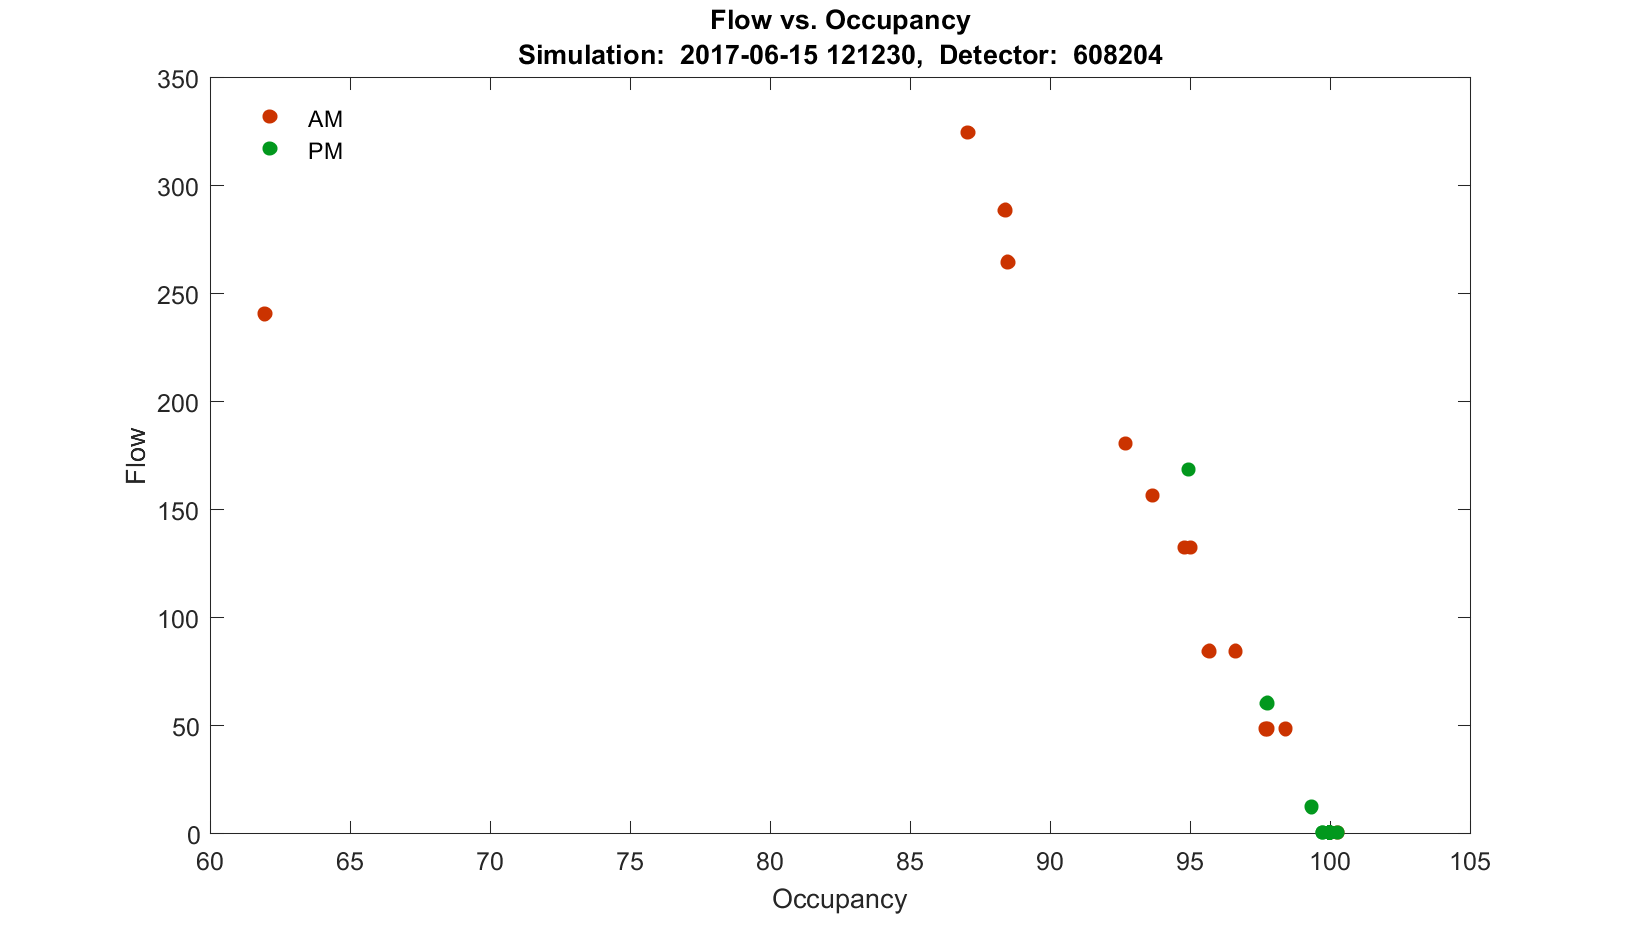 Flow vs. Occupancy
Simulation:  2017-06-15 121230,  Detector:  608204
350
300
250
200
150
100
50
0
Flow
AM
PM
60 65 70 75 80 85 90 95 100 105
Occupancy